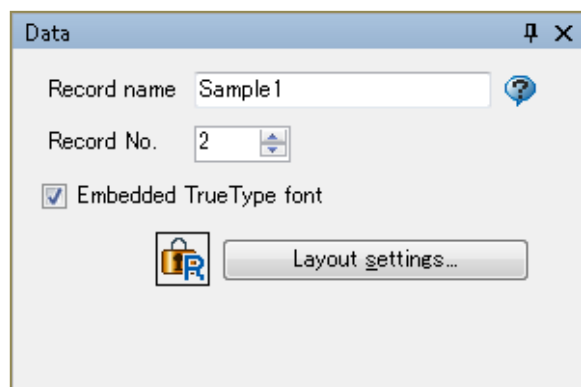 Data
Record name Sample1
Record No. 2
Embedded TrueType font
R Layout settings...